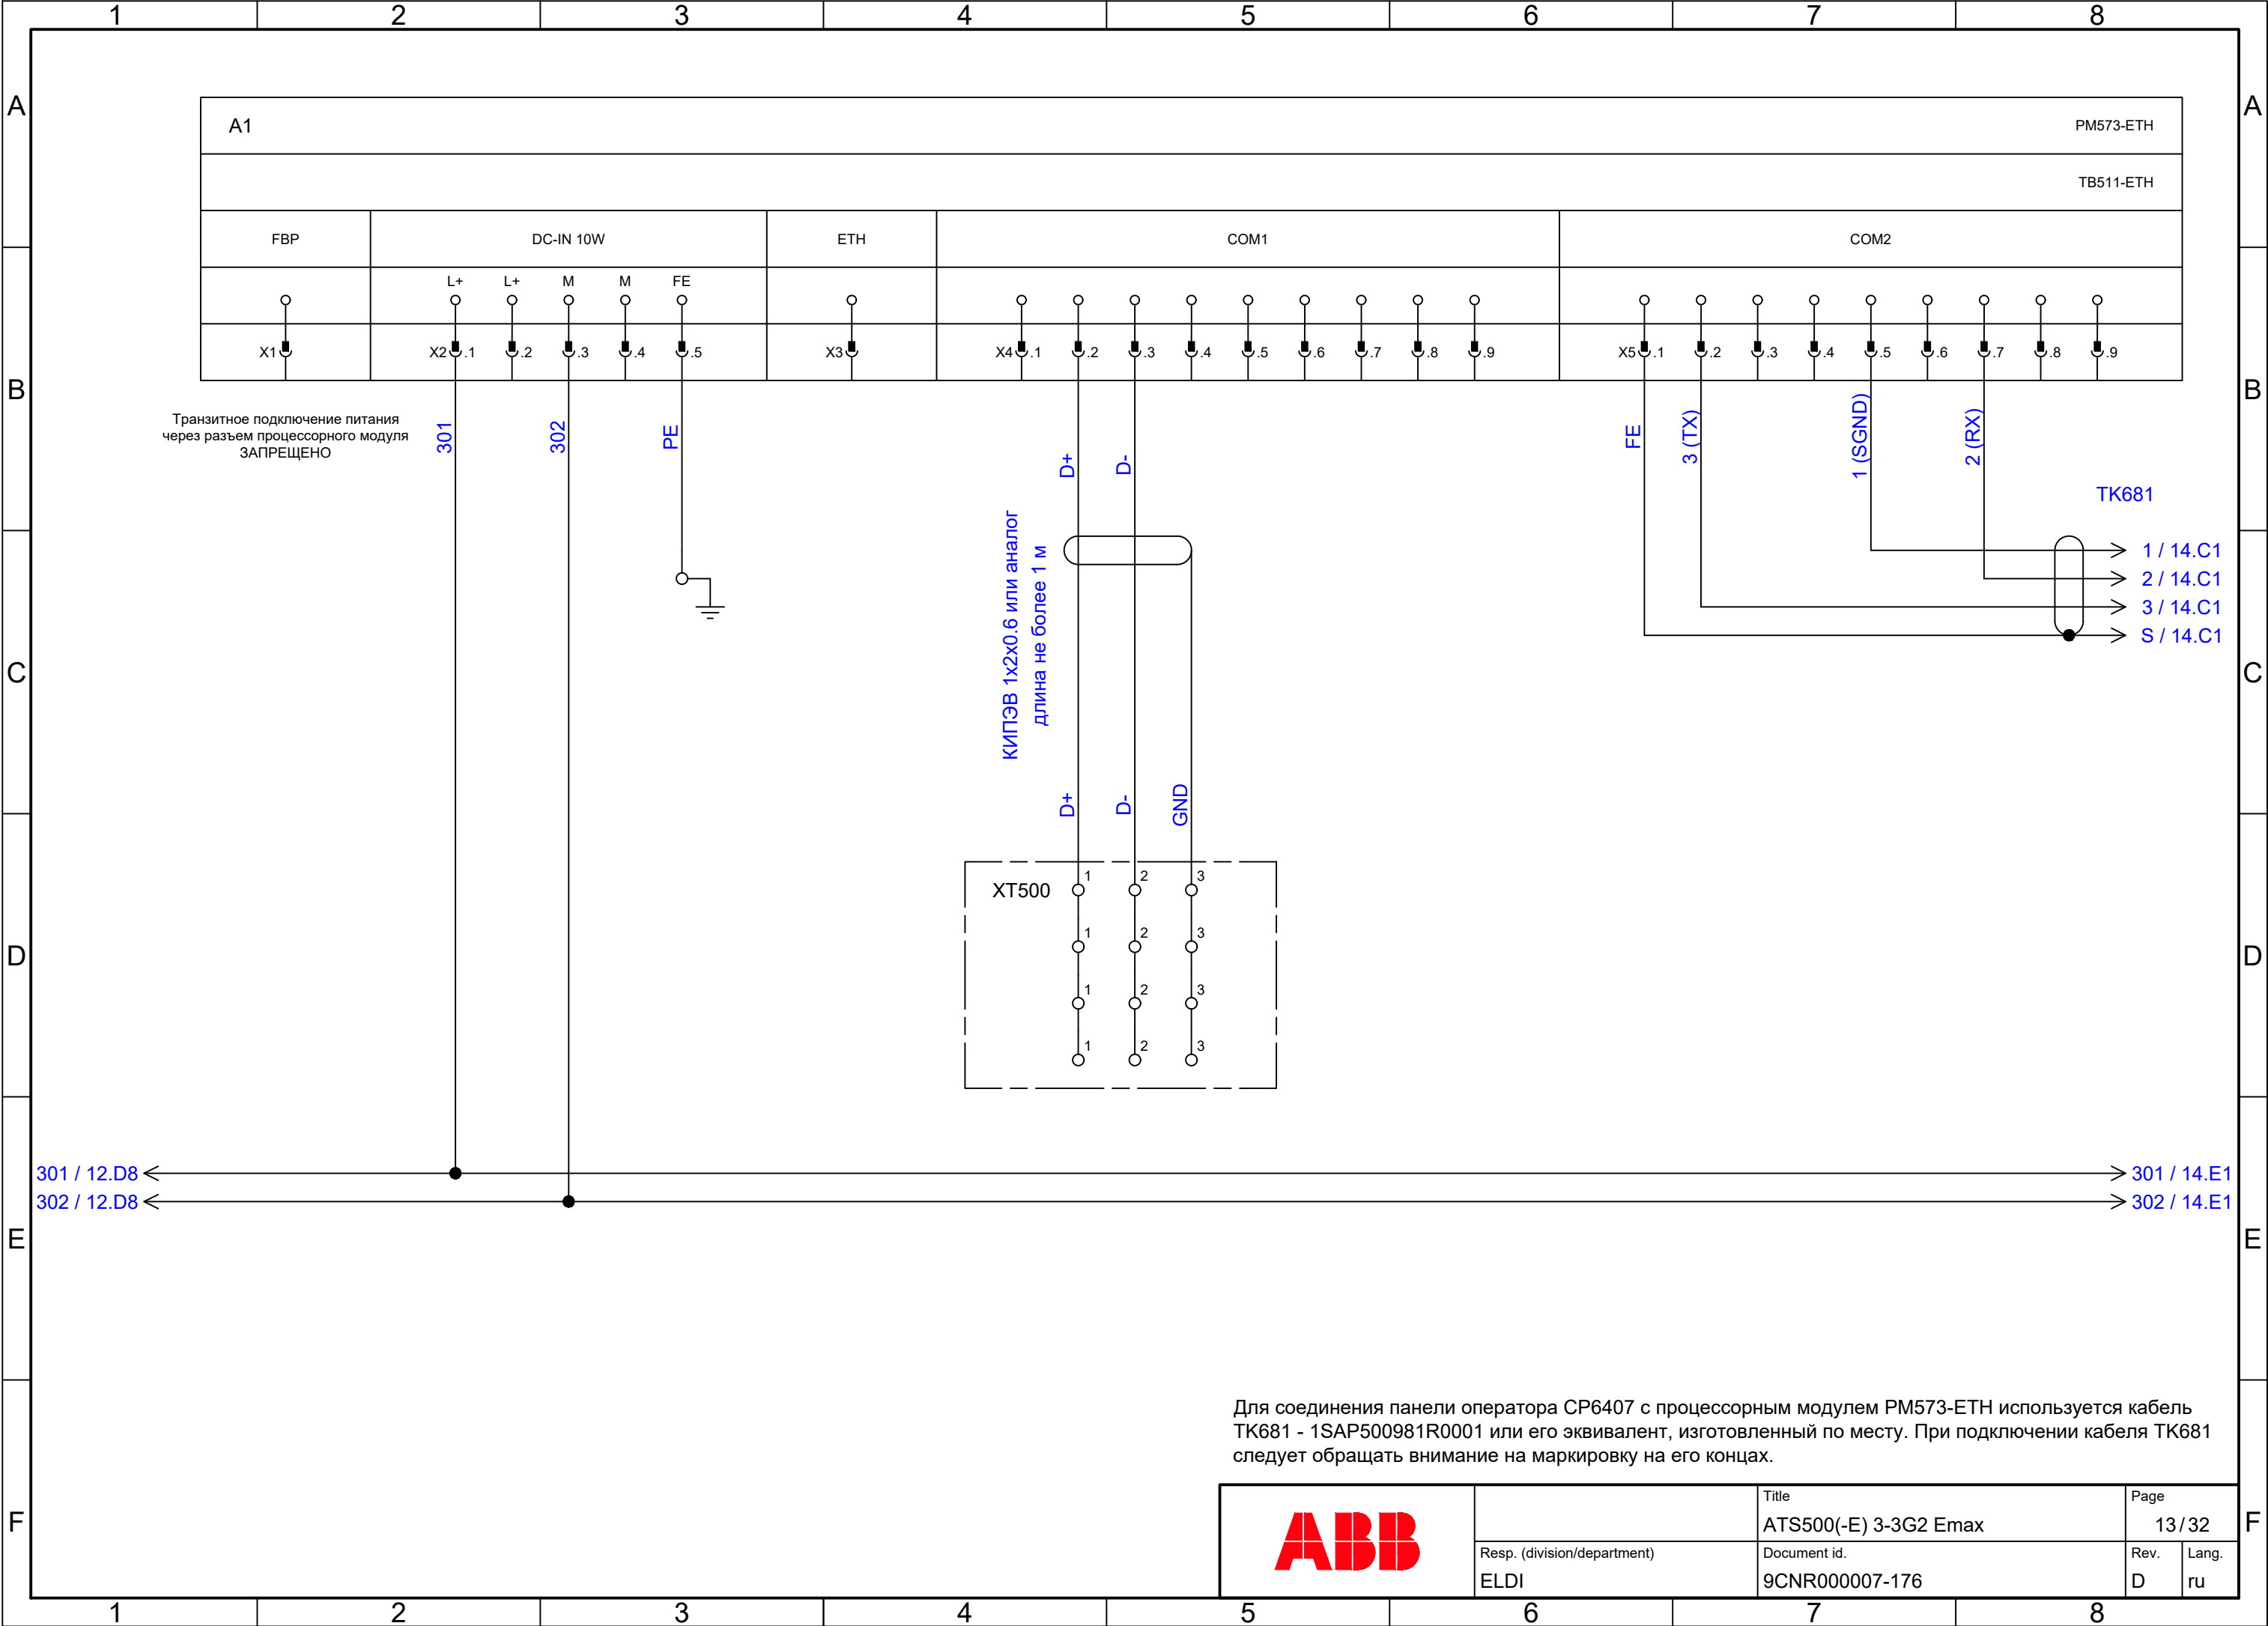 1 2 3 4 5 6 7 8
A A
A1 PM573-ETH
TB511-ETH
FBP DC-IN 10W ETH COM1 COM2
L+ L+ M M FE
X1 X2 .1 .2 .3 .4 .5 X3 X4 .1 .2 .3 .4 .5 .6 .7 .8 .9 X5 .1 .2 .3 .4 .5 .6 .7 .8 .9
B B
Транзитное подключение питания
через разъем процессорного модуля
ЗАПРЕЩЕНО
301
302
PE
D+
D-
FE
3 (TX)
1 (SGND)
2 (RX)
TK681
1 / 14.C1
2 / 14.C1
3 / 14.C1
S / 14.C1
КИПЭВ 1x2x0.6 или аналог
длина не более 1 м
C C
D+
D-
GND
XT500 1 2 3
1 2 3
1 2 3
1 2 3
D D
301 / 12.D8 301 / 14.E1
302 / 12.D8 302 / 14.E1
E E
Для соединения панели оператора CP6407 с процессорным модулем PM573-ETH используется кабель
TK681 - 1SAP500981R0001 или его эквивалент, изготовленный по месту. При подключении кабеля TK681
следует обращать внимание на маркировку на его концах.
F F
ABB
Title
ATS500(-E) 3-3G2 Emax
Page
13/32
Resp. (division/department)
ELDI
Document id.
9CNR000007-176
Rev.
D
Lang.
ru
1 2 3 4 5 6 7 8